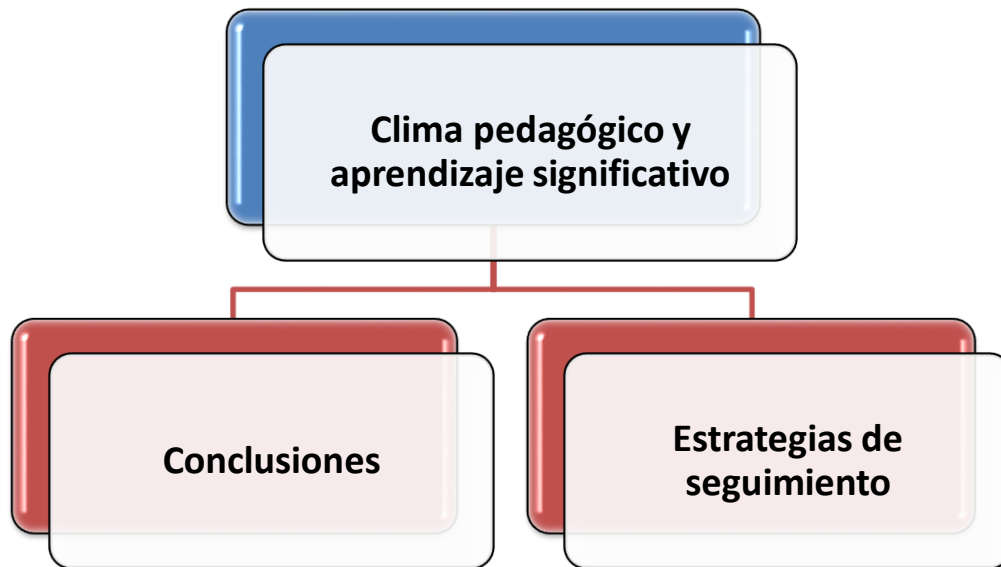 Clima pedagógico y
aprendizaje significativo
Conclusiones
Estrategias de
seguimiento